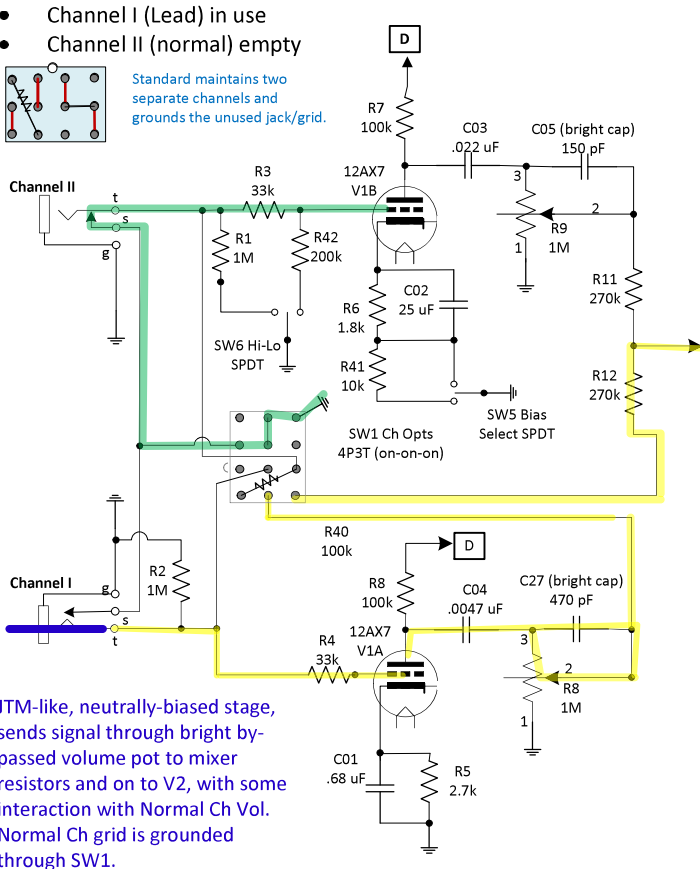 • Channel I (Lead) in use
• Channel II (normal) empty
Standard maintains two
separate channels and
grounds the unused jack/grid.
D
R7
100k
C03
.022 uF
C05 (bright cap)
150 pF
12AX7
V1B
Channel II
t
s
g
R3
33k
R1
1M
R42
200k
3
2
1
R9
1M
R11
270k
C02
25 uF
R6
1.8k
SW6 Hi-Lo
SPDT
R41
10k
R12
270k
SW5 Bias
Select SPDT
SW1 Ch Opts
4P3T (on-on-on)
R40
100k
D
Channel I
g
s
t
R2
1M
R8
100k
C04
.0047 uF
C27 (bright cap)
470 pF
12AX7
V1A
R4
33k
3
2
1
R8
1M
C01
.68 uF
R5
2.7k
JTM-like, neutrally-biased stage,
sends signal through bright by-
passed volume pot to mixer
resistors and on to V2, with some
interaction with Normal Ch Vol.
Normal Ch grid is grounded
through SW1.